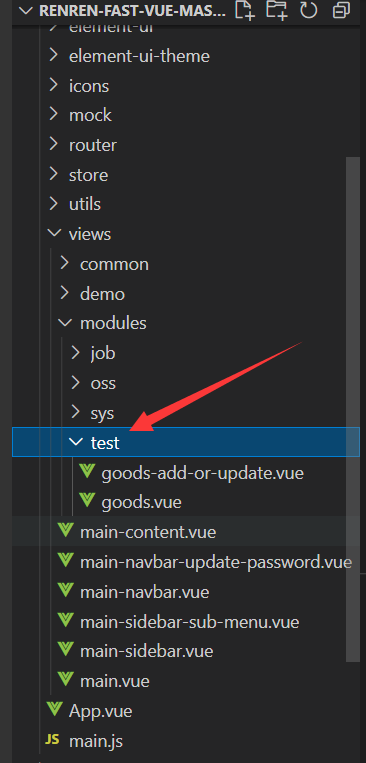 RENREN-FAST-VUE-MAS...
element-ui
element-ui-theme
icons
mock
router
store
utils
views
common
demo
modules
job
oss
sys
test
goods-add-or-update.vue
goods.vue
main-content.vue
main-navbar-update-password.vue
main-navbar.vue
main-sidebar-sub-menu.vue
main-sidebar.vue
main.vue
App.vue
JS main.js